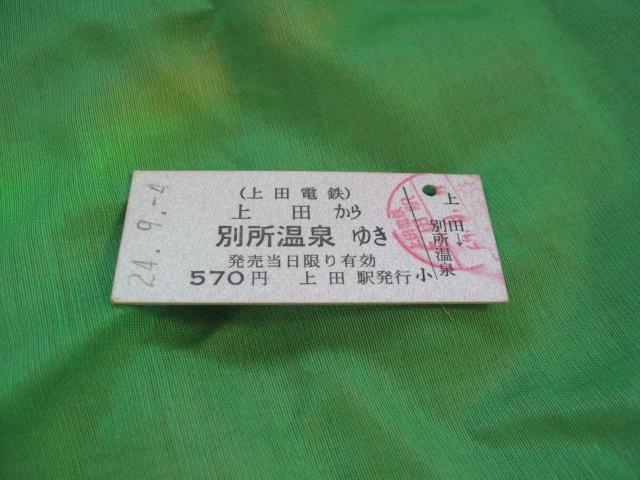 24.9.-4
(上田電鉄)
上田から
別所温泉ゆき
発売当日限り有効
570円 上田駅発行
小
上田
↓
別所温泉